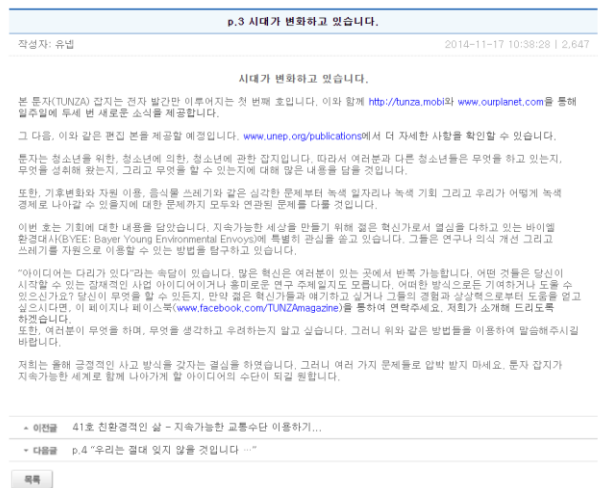 p.3 시대가 변화하고 있습니다.
작성자: 유넵
2014-11-17 10:38:28 | 2,647
시대가 변화하고 있습니다.
본 툰자(TUNZA) 잡지는 전자 발간만 이루어지는 첫 번째 호입니다. 이와 함께 http://tunza.mobi와 www.ourplanet.com을 통해
일주일에 두세 번 새로운 소식을 제공합니다.
그 다음, 이와 같은 편집 본를 제공할 예정입니다. www.unep.org/publications에서 더 자세한 사항을 확인할 수 있습니다.
툰자는 청소년을 위한, 청소년에 의한, 청소년에 관한 잡지입니다. 따라서 여러분과 다른 청소년들은 무엇을 하고 있는지,
무엇을 성취해 왔는지, 그리고 무엇을 할 수 있는지에 대해 많은 내용을 담을 것입니다.
또한, 기후변화와 자원 이용, 음식물 쓰레기와 같은 심각한 문제부터 녹색 일자리나 녹색 기회 그리고 우리가 어떻게 녹색
경제로 나아갈 수 있을지에 대한 문제까지 모두와 연관된 문제를 다룰 것입니다.
이번 호는 기회에 대한 내용을 담았습니다. 지속가능한 세상을 만들기 위해 젊은 혁신가로서 열심을 다하고 있는 바이엘
환경대사(BYEE: Bayer Young Environmental Envoys)에 특별히 관심을 쏟고 있습니다. 그들은 연구나 의식 개선 그리고
쓰레기를 자원으로 이용할 수 있는 방법을 탐구하고 있습니다.
“아이디어는 다리가 있다”라는 속담이 있습니다. 많은 혁신은 여러분이 있는 곳에서 반쪽 가능합니다. 어떤 것들은 당신이
시작할 수 있는 잠재적인 사업 아이디어이거나 흥미로운 연구 주제일지도 모릅니다. 어떠한 방식으로든 기여하거나 도울 수
있으신가요? 당신이 무엇을 할 수 있든지, 만약 젊은 혁신가들과 얘기하고 싶거나 그들의 경험과 상상력으로부터 도움을 얻고
싶으시다면, 이 페이지나 페이스북(www.facebook.com/TUNZAmagazine)을 통하여 연락주세요. 저희가 소개해 드리도록
하겠습니다.
또한, 여러분이 무엇을 하며, 무엇을 생각하고 우려하는지 알고 싶습니다. 그러니 위와 같은 방법들을 이용하여 말씀해주시길
바랍니다.
저희는 올해 긍정적인 사고 방식을 갖자는 결심을 하였습니다. 그러니 여러 가지 문제들로 압박 받지 마세요. 툰자 잡지가
지속가능한 세계로 함께 나아가게 할 아이디어의 수단이 되길 원합니다.
이전글 41호 친환경적인 삶 - 지속가능한 교통수단 이용하기...
다음글 p.4 “우리는 결대 잊지 않을 것입니다 …”
목록